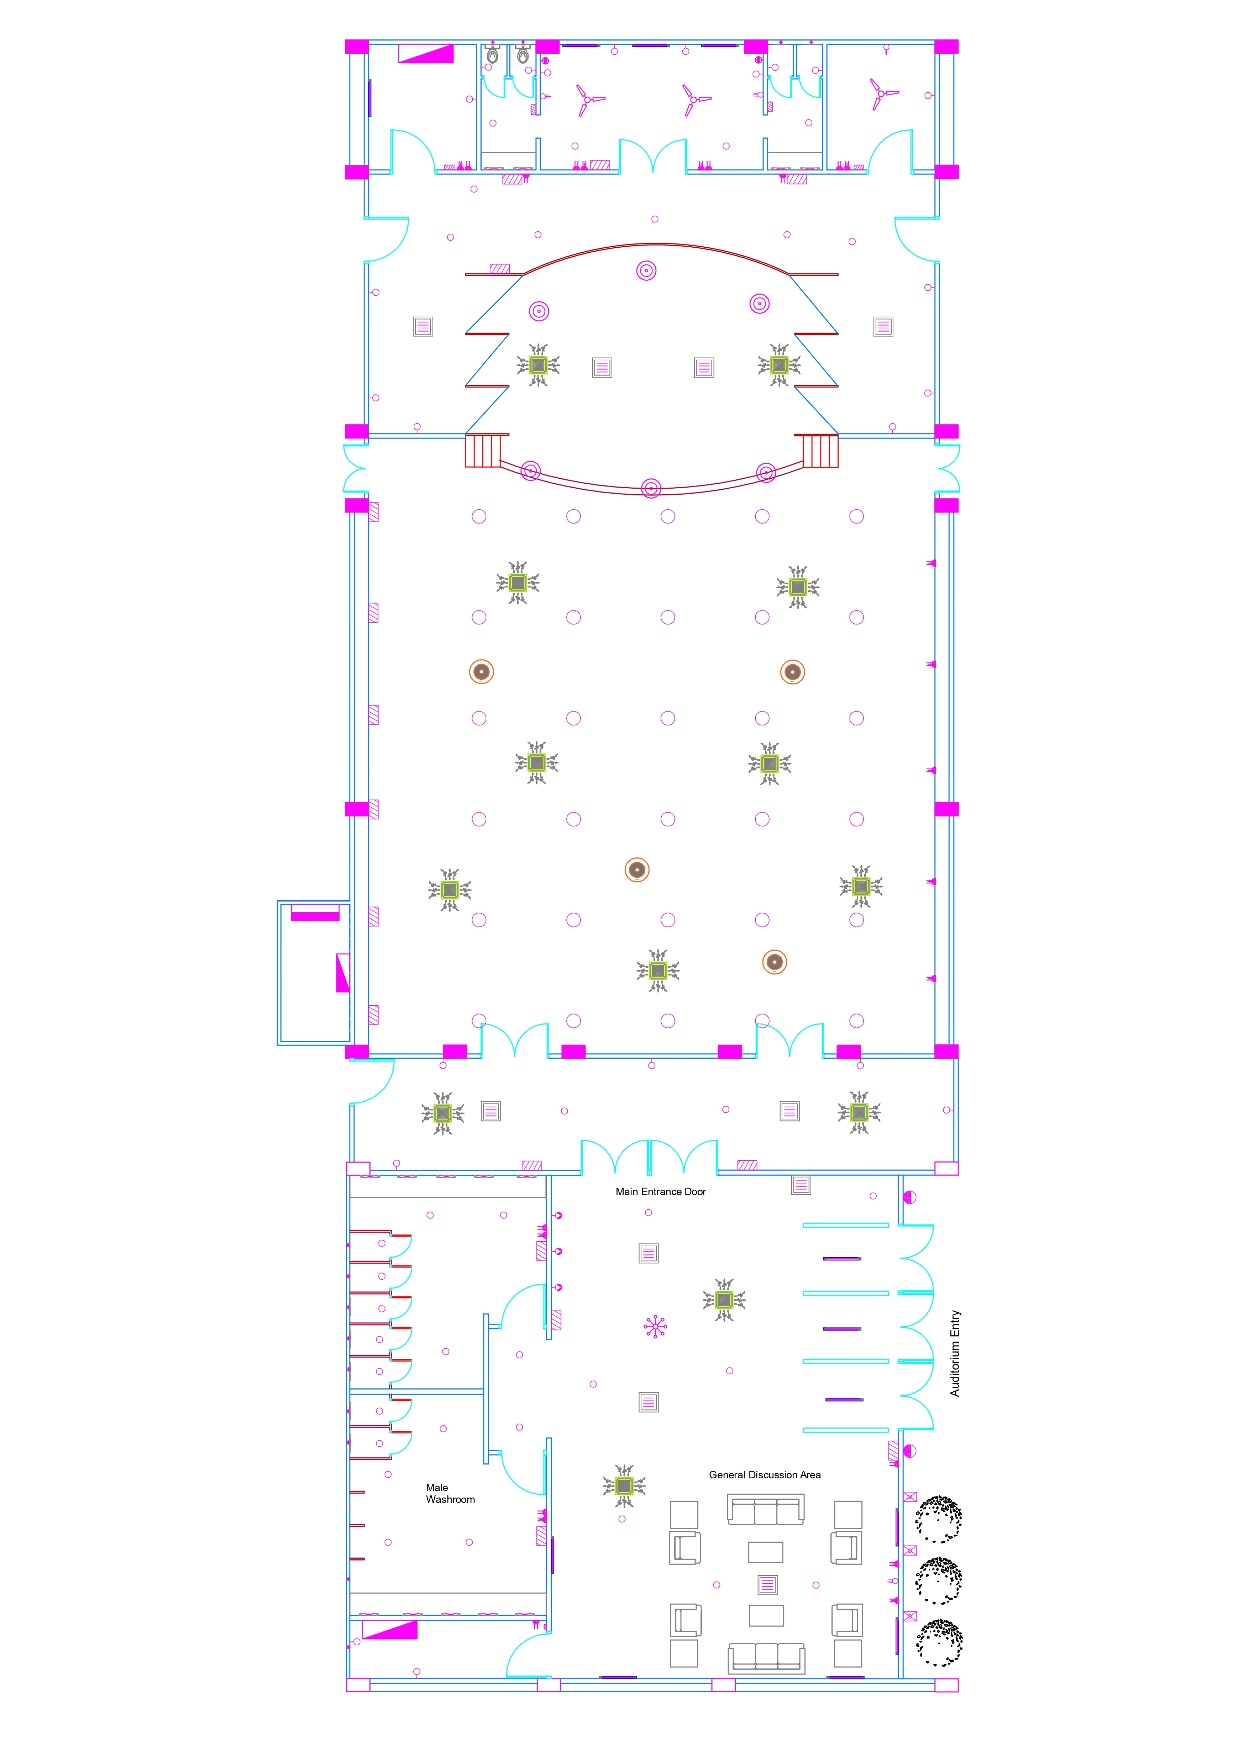 Main Entrance Door
Auditorium Entry
General Discussion Area
Male
Washroom